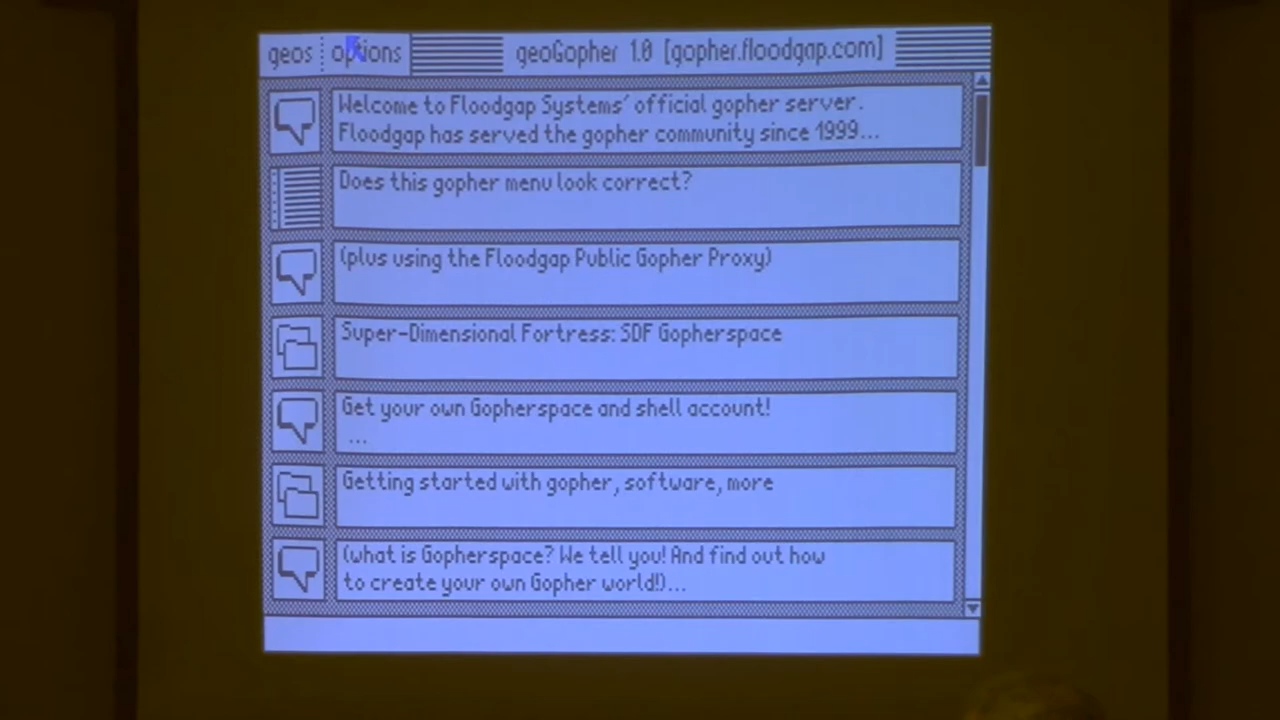 geos options geoGopher 1.0 [gopher.floodgap.com]
Welcome to Floodgap Systems' official gopher server.
Floodgap has served the gopher community since 1999...
Does this gopher menu look correct?
(plus using the Floodgap Public Gopher Proxy)
Super-Dimensional Fortress: SDF Gopherspace
Get your own Gopherspace and shell account!
...
Getting started with gopher, software, more
(what is Gopherspace? We tell you! And find out how
to create your own Gopher world!)...